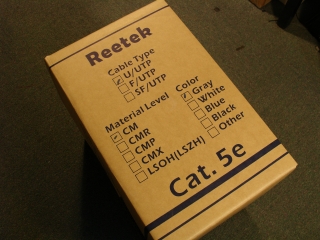 Reetek
Cable Type
U/UTP
F/UTP
SF/UTP
Material Level
CM
CMR
CMP
CMX
LSOH(LSZH)
Color
Gray
White
Blue
Black
Other
Cat. 5e